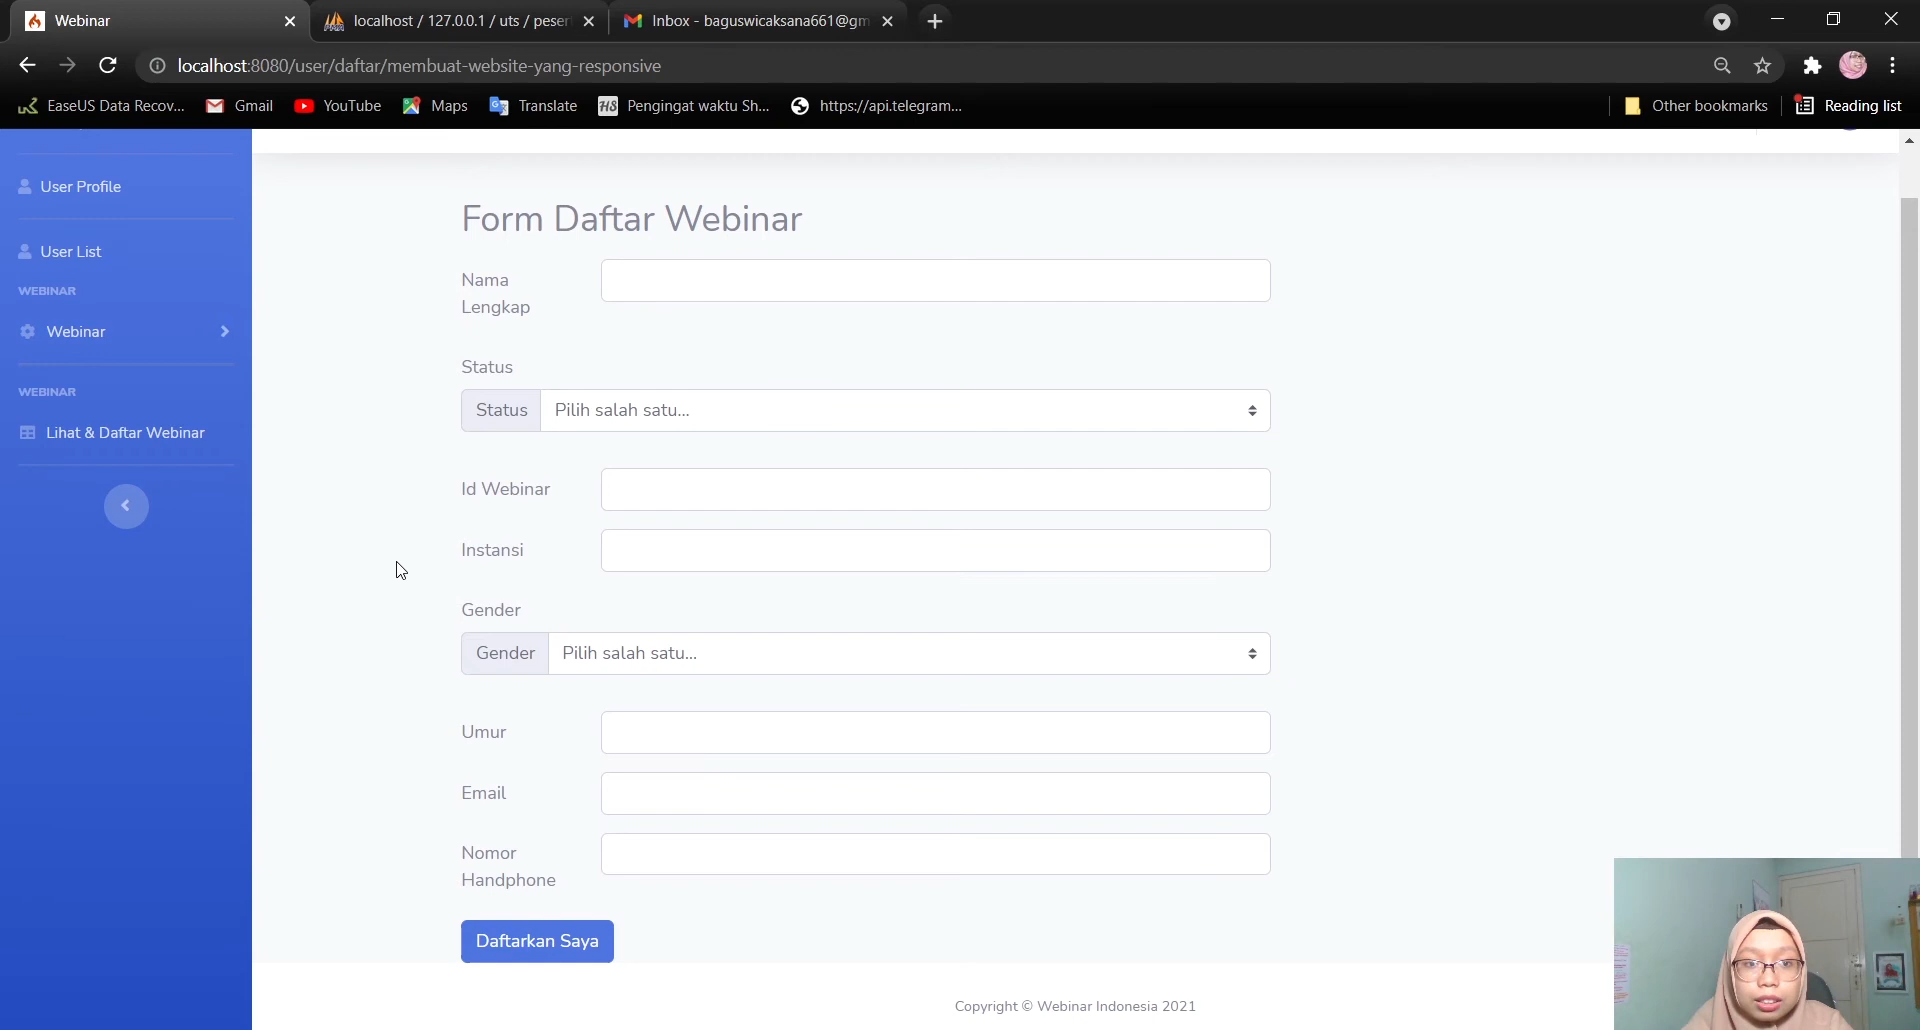 Webinar
localhost / 127.0.0.1 / uts / peser
Inbox - baguswicaksana661@gm
localhost:8080/user/daftar/membuat-website-yang-responsive
EaseUS Data Recov...
Gmail
YouTube
Maps
Translate
HS
Pengingat waktu Sh...
https://api.telegram...
Other bookmarks
Reading list
User Profile
User List
WEBINAR
Webinar
WEBINAR
Lihat & Daftar Webinar
Form Daftar Webinar
Nama
Lengkap
Status
Status
Pilih salah satu...
Id Webinar
Instansi
Gender
Gender
Pilih salah satu...
Umur
Email
Nomor
Handphone
Daftarkan Saya
Copyright © Webinar Indonesia 2021